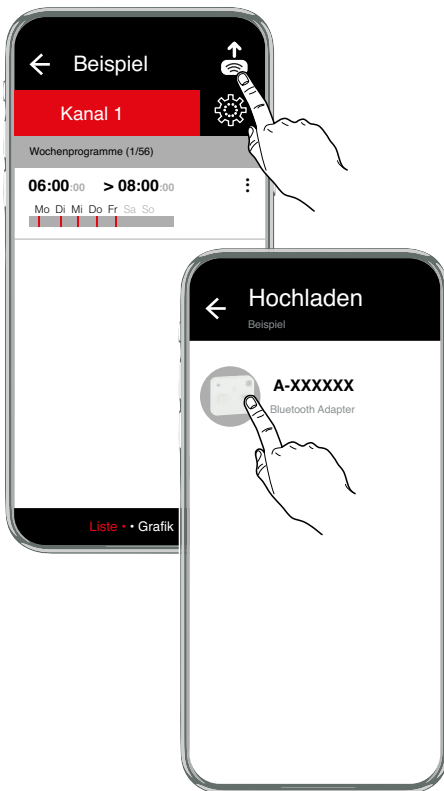 Beispiel
Kanal 1
Wochenprogramme (1/56)
06:00:00 > 08:00:00
Mo Di Mi Do Fr Sa So
Liste • • Grafik
Hochladen
Beispiel
A-XXXXXX
Bluetooth Adapter